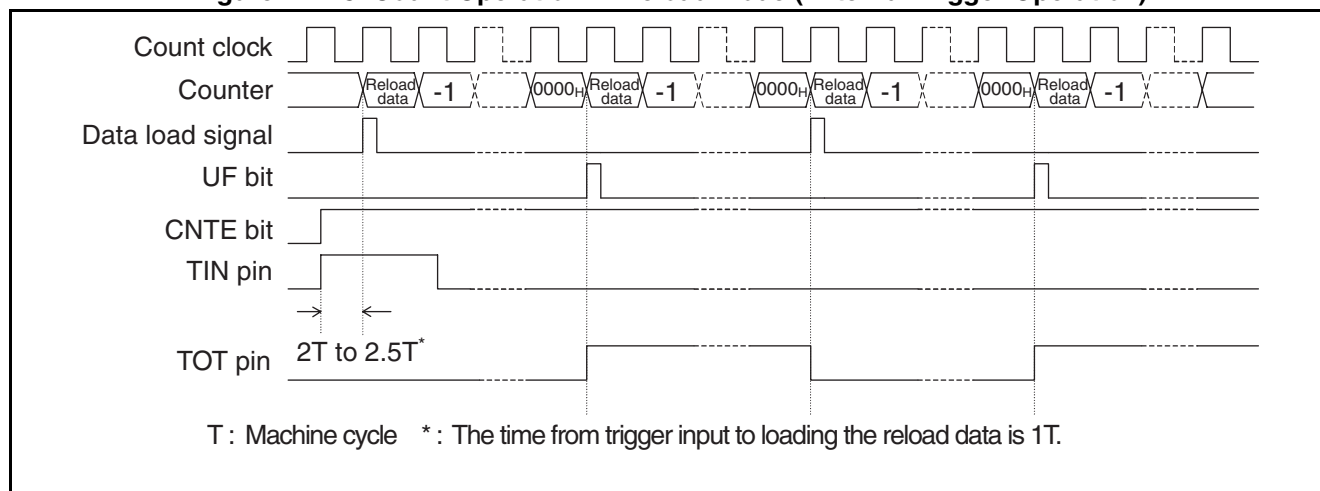 Count clock
Counter Reload data -1 0000H Reload data -1 0000H Reload data -1 0000H Reload data -1
Data load signal
UF bit
CNTE bit
TIN pin
2T to 2.5T*
TOT pin
T : Machine cycle * : The time from trigger input to loading the reload data is 1T.